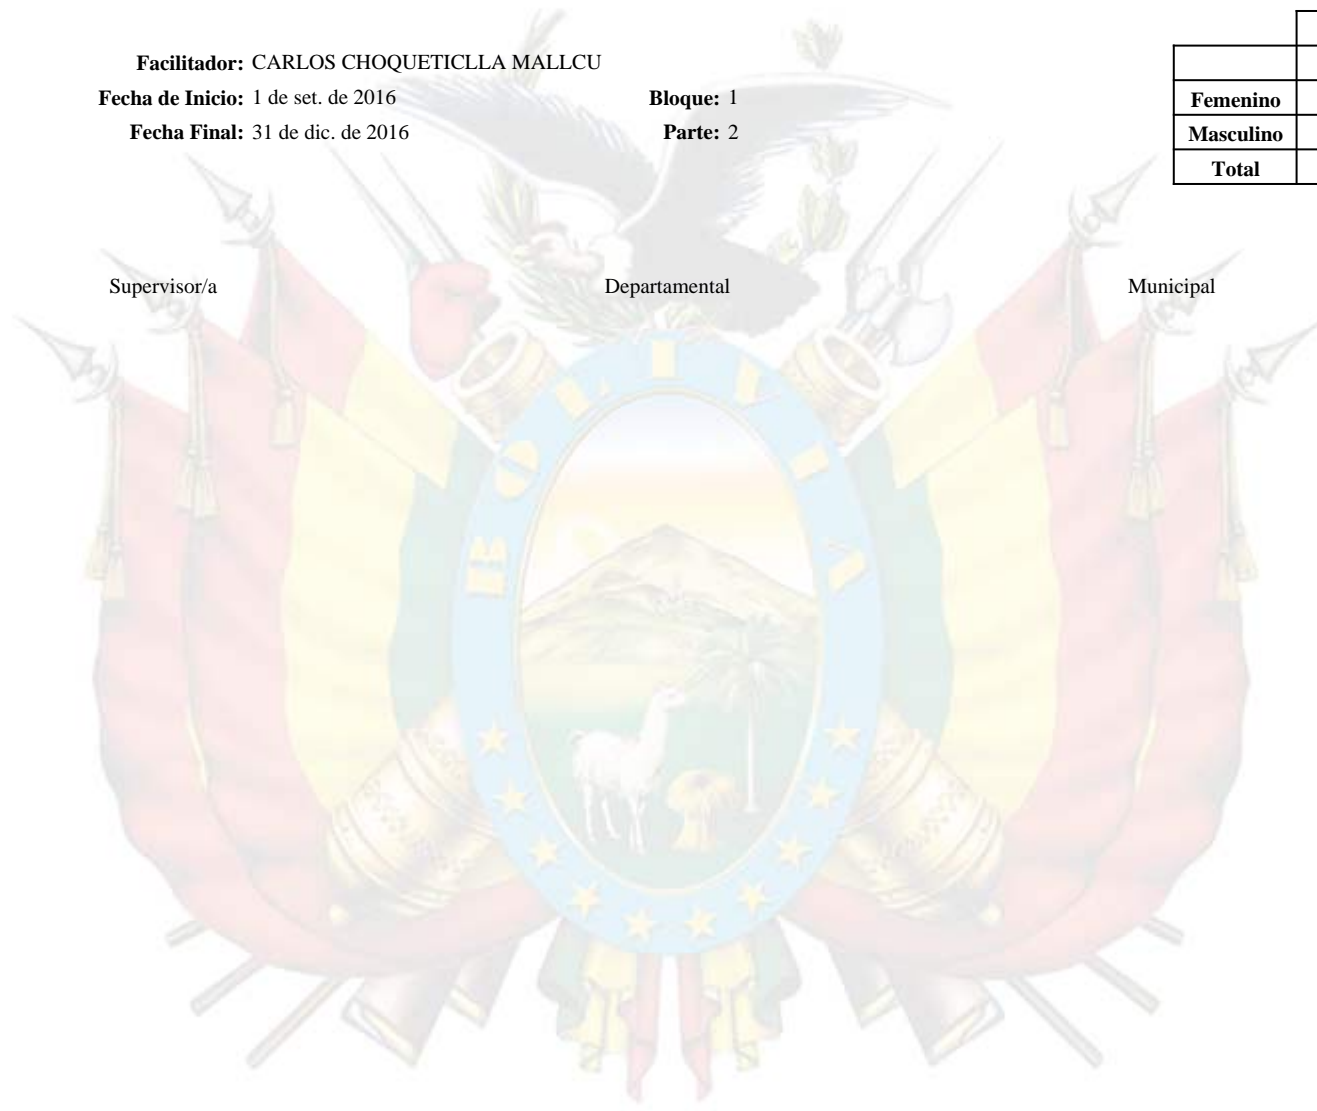 Facilitador: CARLOS CHOQUETICLLA MALLCU
Fecha de Inicio: 1 de set. de 2016 Bloque: 1
Fecha Final: 31 de dic. de 2016 Parte: 2
Femenino
Masculino
Total
Supervisor/a Departamental Municipal
BOLIVIA